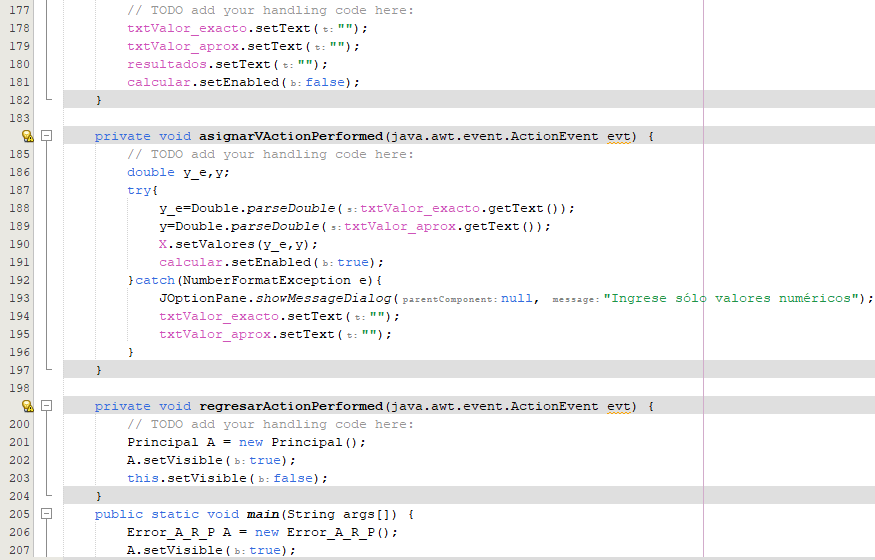 177 // TODO add your handling code here:
178 txtValor_exacto.setText(t:"");
179 txtValor_aprox.setText(t:"");
180 resultados.setText(t:"");
181 calcular.setEnabled(b:false);
182 }
183
private void asignarVActionPerformed(java.awt.event.ActionEvent evt) {
185 // TODO add your handling code here:
186 double y_e,y;
187 try{
188 y_e=Double.parseDouble(s:txtValor_exacto.getText());
189 y=Double.parseDouble(s:txtValor_aprox.getText());
190 X.setValores(y_e,y);
191 calcular.setEnabled(b:true);
192 }catch(NumberFormatException e){
193 JOptionPane.showMessageDialog(parentComponent:null, message:"Ingrese sólo valores numéricos");
194 txtValor_exacto.setText(t:"");
195 txtValor_aprox.setText(t:"");
196 }
197 }
198
private void regresarActionPerformed(java.awt.event.ActionEvent evt) {
200 // TODO add your handling code here:
201 Principal A = new Principal();
202 A.setVisible(b:true);
203 this.setVisible(b:false);
204 }
205 public static void main(String args[]) {
206 Error_A_R_P A = new Error_A_R_P();
207 A.setVisible(b:true);